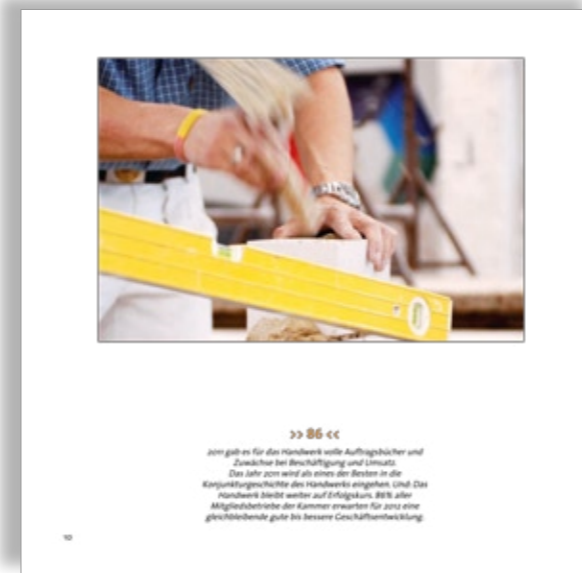 >> 86 <<
2011 gab es für das Handwerk volle Auftragsbücher und
Zuwächse bei Beschäftigung und Umsatz.
Das Jahr 2011 wird als eines der Besten in die
Konjunkturgeschichte des Handwerks eingehen. Und: Das
Handwerk bleibt weiter auf Erfolgskurs. 86% aller
Mitgliedsbetriebe der Kammer erwarten für 2012 eine
gleichbleibende gute bis bessere Geschäftsentwicklung.
10